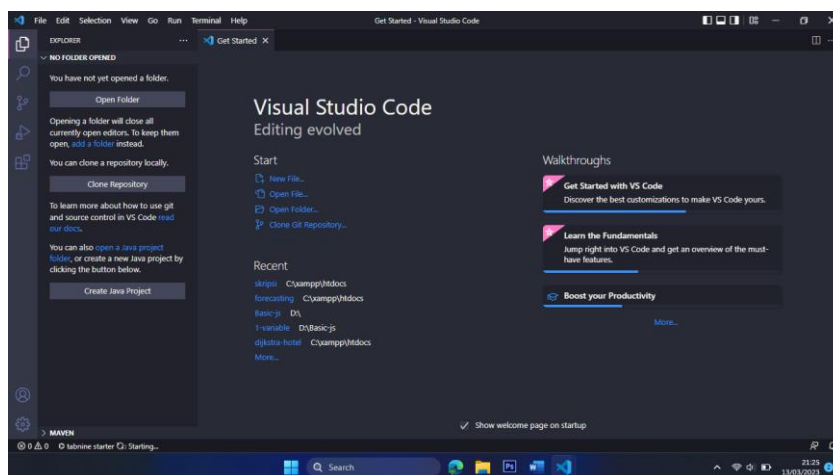 File Edit Selection View Go Run Terminal Help
Get Started - Visual Studio Code
EXPLORER
Get Started
NO FOLDER OPENED
You have not yet opened a folder.
Open Folder
Opening a folder will close all
currently open editors. To keep them
open, add a folder instead.
You can clone a repository locally.
Clone Repository
To learn more about how to use git
and source control in VS Code read
our docs.
You can also open a Java project
folder, or create a new Java project by
clicking the button below.
Create Java Project
MAVEN
Visual Studio Code
Editing evolved
Start
New File...
Open File...
Open Folder...
Clone Git Repository...
Recent
skripsi C:\xampp\htdocs
forecasting C:\xampp\htdocs
Basic-js D:\
1-variable D:\Basic-js
dijkstra-hotel C:\xampp\htdocs
More...
Walkthroughs
Get Started with VS Code
Discover the best customizations to make VS Code yours.
Learn the Fundamentals
Jump right into VS Code and get an overview of the must-
have features.
Boost your Productivity
More...
Show welcome page on startup
0 0 tabnine starter : Starting...
Search
Ps
21:25
13/03/2023